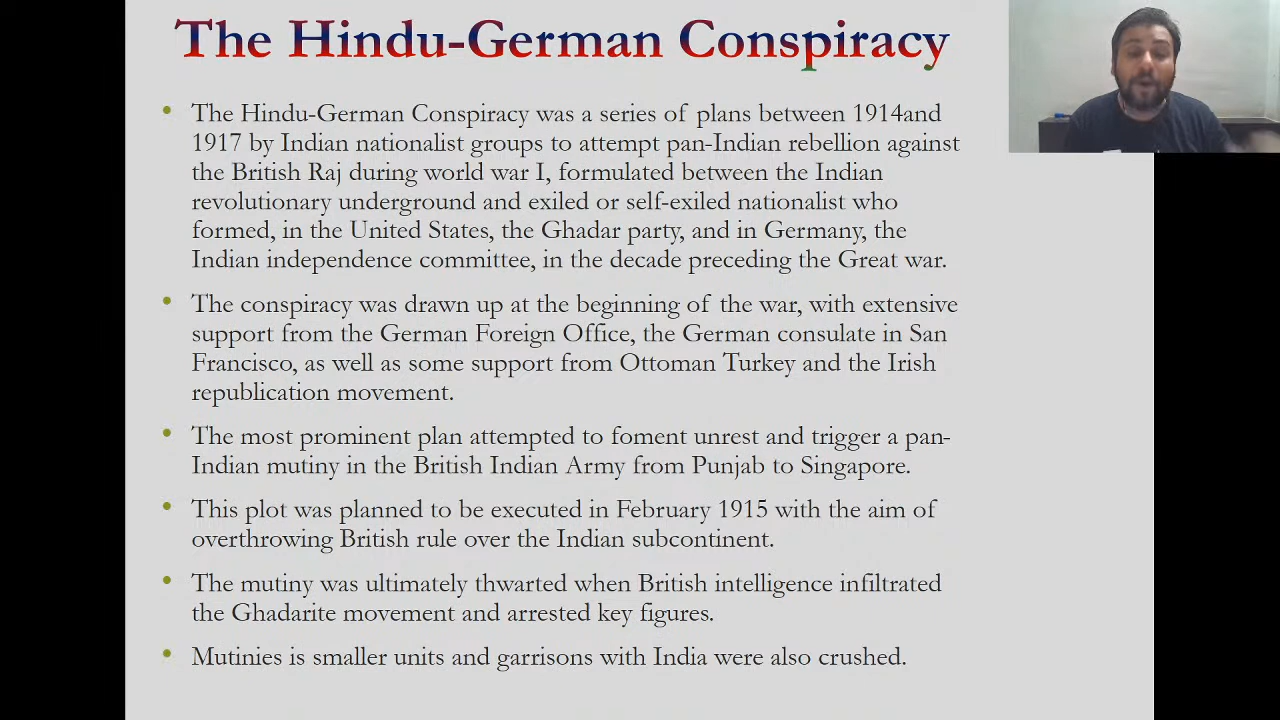 The Hindu-German Conspiracy
• The Hindu-German Conspiracy was a series of plans between 1914and
1917 by Indian nationalist groups to attempt pan-Indian rebellion against
the British Raj during world war I, formulated between the Indian
revolutionary underground and exiled or self-exiled nationalist who
formed, in the United States, the Ghadar party, and in Germany, the
Indian independence committee, in the decade preceding the Great war.
• The conspiracy was drawn up at the beginning of the war, with extensive
support from the German Foreign Office, the German consulate in San
Francisco, as well as some support from Ottoman Turkey and the Irish
republication movement.
• The most prominent plan attempted to foment unrest and trigger a pan-
Indian mutiny in the British Indian Army from Punjab to Singapore.
• This plot was planned to be executed in February 1915 with the aim of
overthrowing British rule over the Indian subcontinent.
• The mutiny was ultimately thwarted when British intelligence infiltrated
the Ghadarite movement and arrested key figures.
• Mutinies is smaller units and garrisons with India were also crushed.